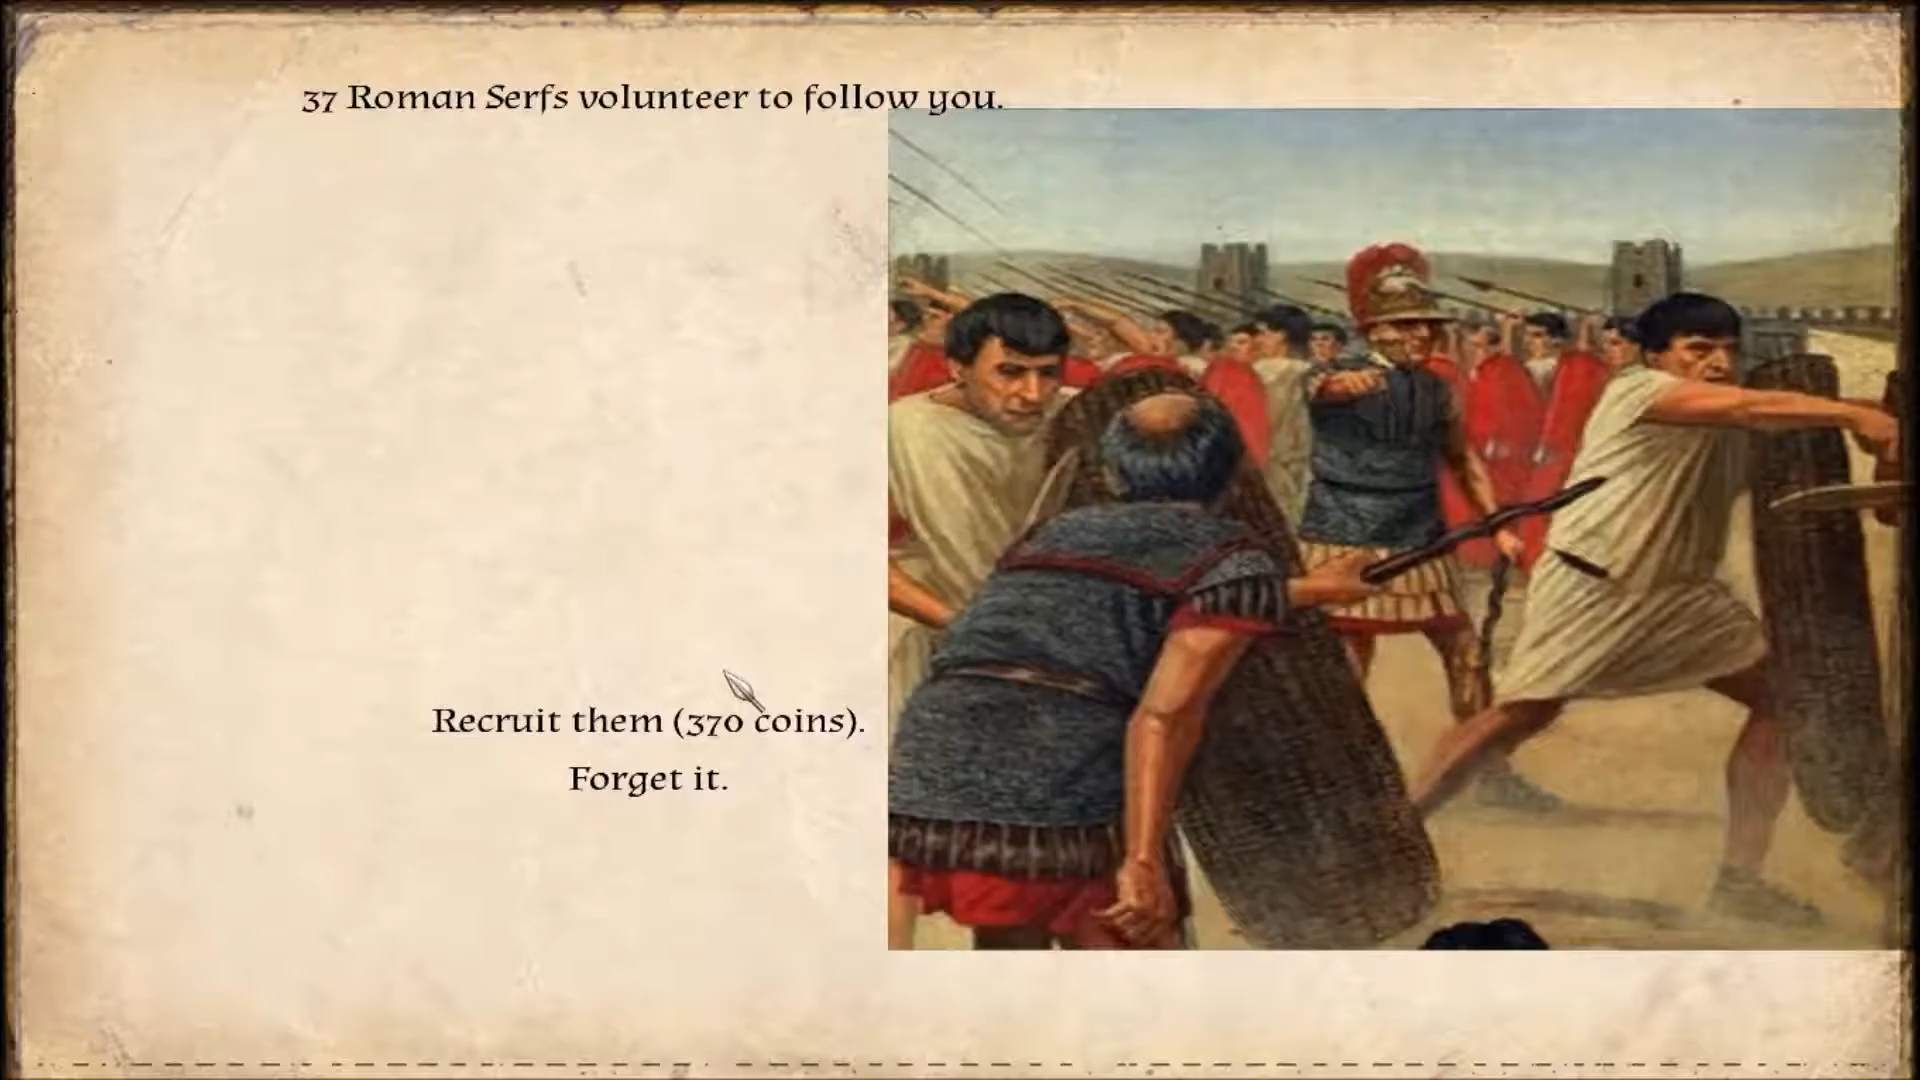 37 Roman Serfs volunteer to follow you.
Recruit them (370 coins).
Forget it.